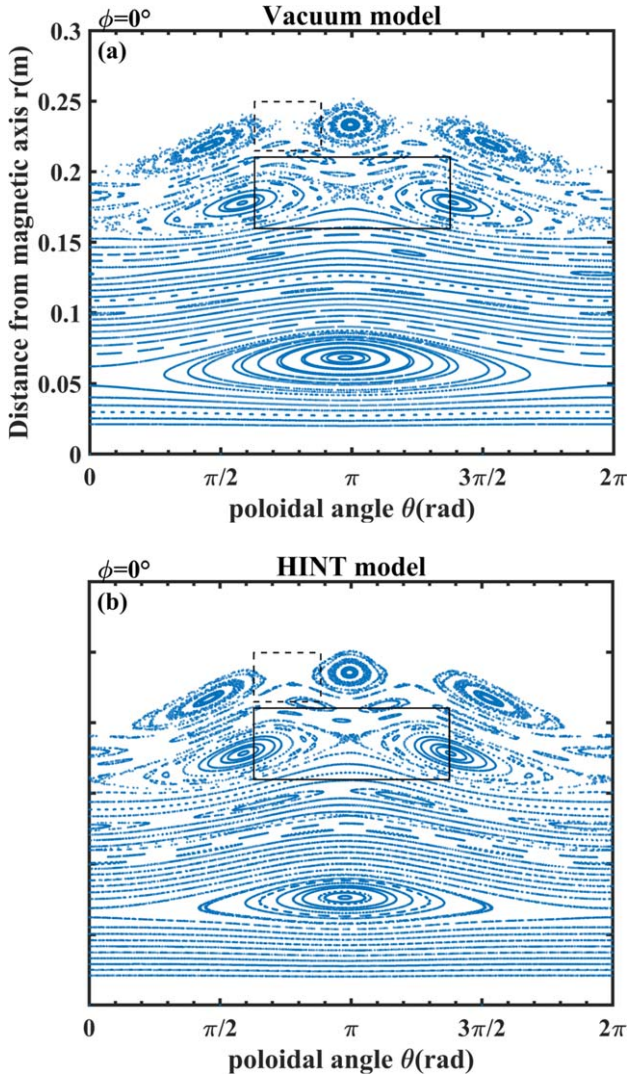 ϕ=0° Vacuum model
(a)
0.3
0.25
0.2
0.15
0.1
0.05
0
Distance from magnetic axis r(m)
0 π/2 π 3π/2 2π
poloidal angle θ(rad)
ϕ=0° HINT model
(b)
0 π/2 π 3π/2 2π
poloidal angle θ(rad)